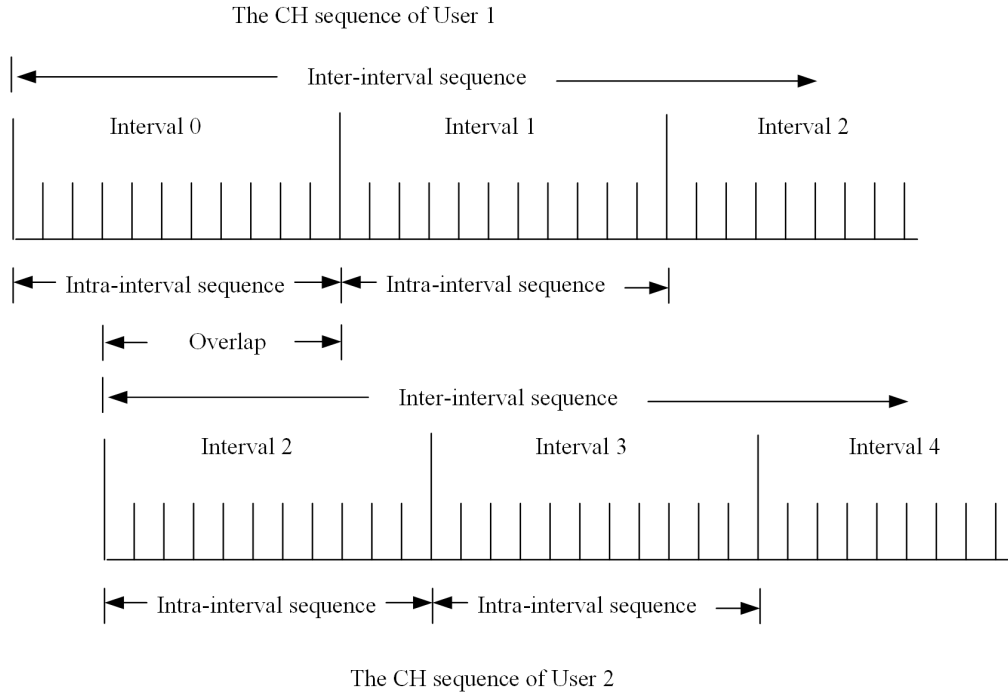 The CH sequence of User 1
Inter-interval sequence
Interval 0 Interval 1 Interval 2
Intra-interval sequence Intra-interval sequence
Overlap
Inter-interval sequence
Interval 2 Interval 3 Interval 4
Intra-interval sequence Intra-interval sequence
The CH sequence of User 2